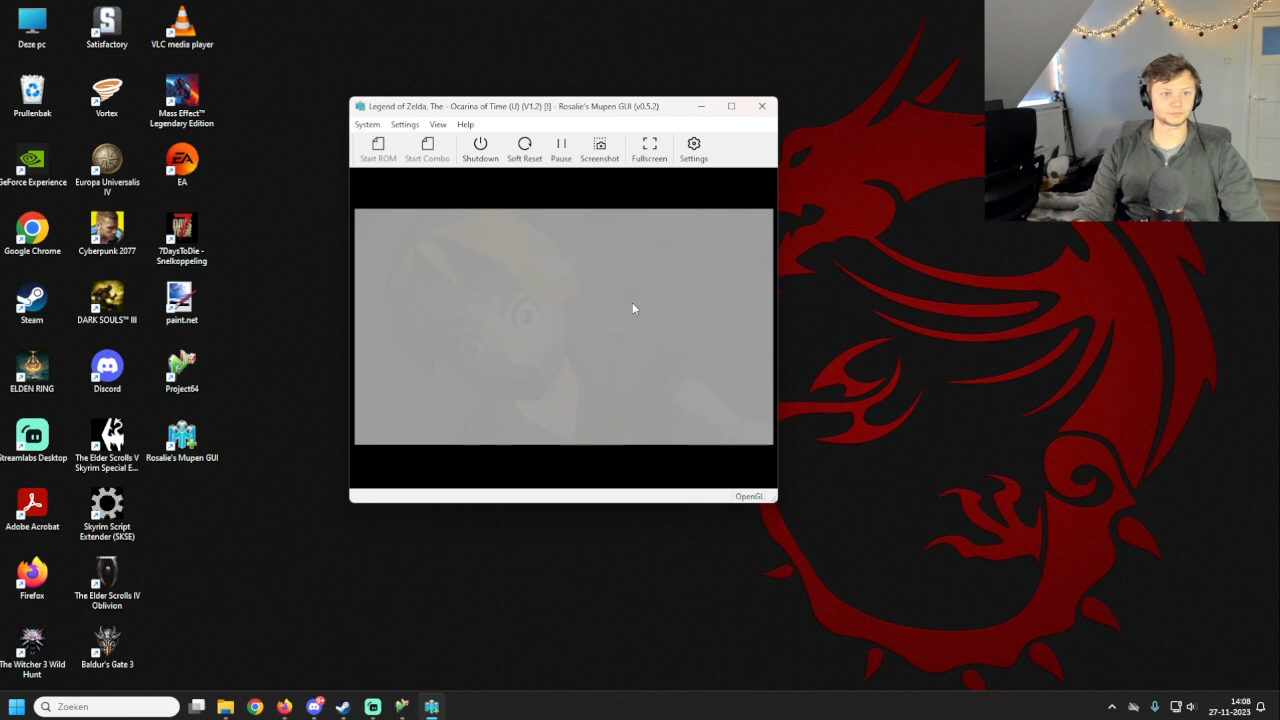 Deze pc
Satisfactory
VLC media player
Prullenbak
Vortex
Mass Effect™
Legendary Edition
GeForce Experience
Europa Universalis
IV
EA
Google Chrome
Cyberpunk 2077
7DaysToDie -
Snelkoppeling
Steam
DARK SOULS™ III
paint.net
ELDEN RING
Discord
Project64
Streamlabs Desktop
The Elder Scrolls V
Skyrim Special E...
Rosalie's Mupen GUI
Adobe Acrobat
Skyrim Script
Extender (SKSE)
Firefox
The Elder Scrolls IV
Oblivion
The Witcher 3 Wild
Hunt
Baldur's Gate 3
Legend of Zelda, The - Ocarina of Time (U) (V1.2) [!] - Rosalie's Mupen GUI (v0.5.2)
System Settings View Help
Start ROM Start Combo Shutdown Soft Reset Pause Screenshot Fullscreen Settings
OpenGL
Zoeken
14:08
27-11-2023